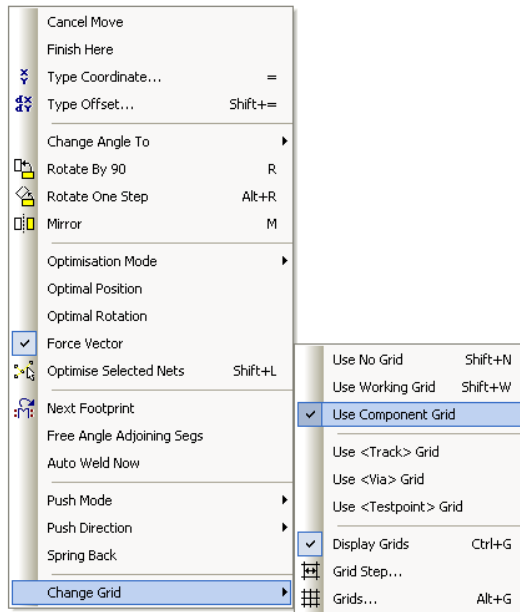 Cancel Move
Finish Here
Type Coordinate... =
Type Offset... Shift+=
Change Angle To
Rotate By 90 R
Rotate One Step Alt+R
Mirror M
Optimisation Mode
Optimal Position
Optimal Rotation
Force Vector
Optimise Selected Nets Shift+L
Next Footprint
Free Angle Adjoining Segs
Auto Weld Now
Push Mode
Push Direction
Spring Back
Change Grid
Use No Grid Shift+N
Use Working Grid Shift+W
Use Component Grid
Use <Track> Grid
Use <Via> Grid
Use <Testpoint> Grid
Display Grids Ctrl+G
Grid Step...
Grids... Alt+G